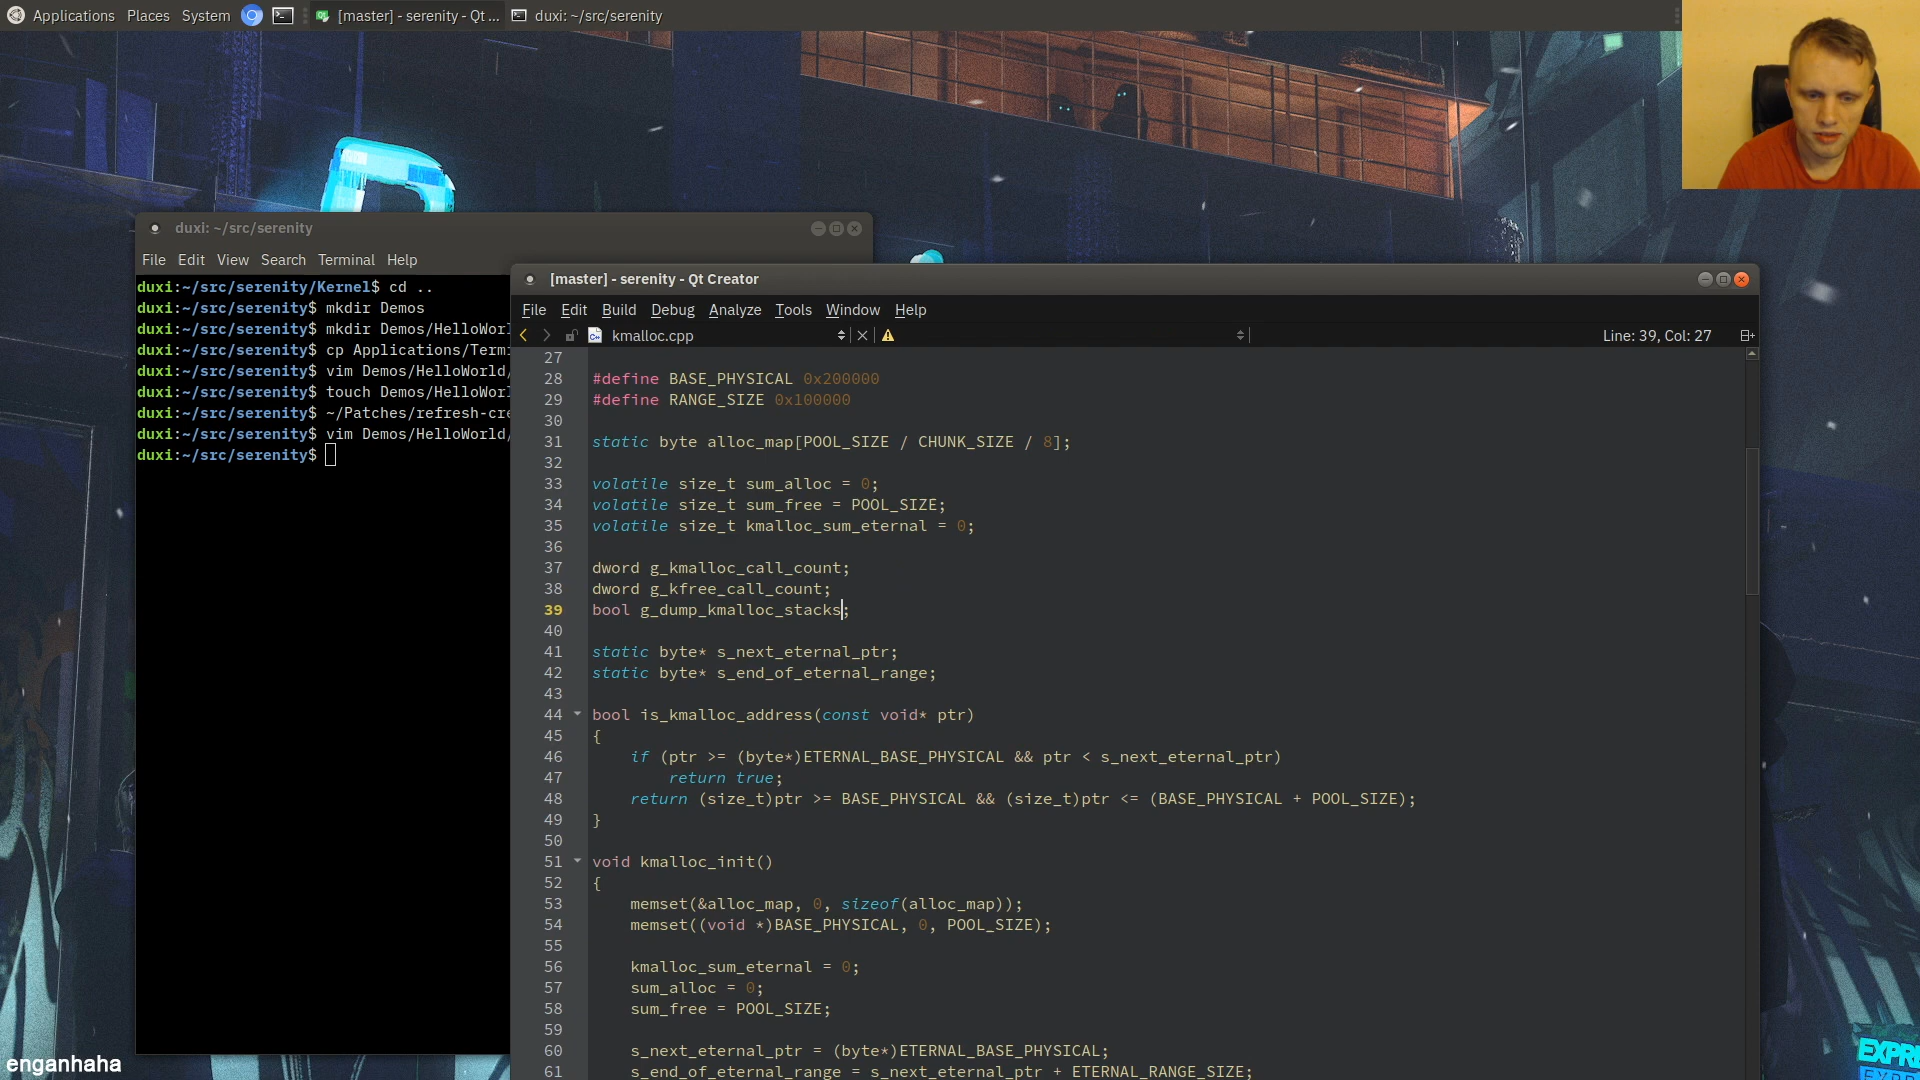 Applications Places System [master] - serenity - Qt ... duxi: ~/src/serenity
duxi: ~/src/serenity
File Edit View Search Terminal Help
duxi:~/src/serenity/Kernel$ cd ..
duxi:~/src/serenity$ mkdir Demos
duxi:~/src/serenity$ mkdir Demos/HelloWorl
duxi:~/src/serenity$ cp Applications/Termi
duxi:~/src/serenity$ vim Demos/HelloWorld/
duxi:~/src/serenity$ touch Demos/HelloWorl
duxi:~/src/serenity$ ~/Patches/refresh-cre
duxi:~/src/serenity$ vim Demos/HelloWorld/
duxi:~/src/serenity$
[master] - serenity - Qt Creator
File Edit Build Debug Analyze Tools Window Help
kmalloc.cpp Line: 39, Col: 27
27
28 #define BASE_PHYSICAL 0x200000
29 #define RANGE_SIZE 0x100000
30
31 static byte alloc_map[POOL_SIZE / CHUNK_SIZE / 8];
32
33 volatile size_t sum_alloc = 0;
34 volatile size_t sum_free = POOL_SIZE;
35 volatile size_t kmalloc_sum_eternal = 0;
36
37 dword g_kmalloc_call_count;
38 dword g_kfree_call_count;
39 bool g_dump_kmalloc_stacks;
40
41 static byte* s_next_eternal_ptr;
42 static byte* s_end_of_eternal_range;
43
44 bool is_kmalloc_address(const void* ptr)
45 {
46 if (ptr >= (byte*)ETERNAL_BASE_PHYSICAL && ptr < s_next_eternal_ptr)
47 return true;
48 return (size_t)ptr >= BASE_PHYSICAL && (size_t)ptr <= (BASE_PHYSICAL + POOL_SIZE);
49 }
50
51 void kmalloc_init()
52 {
53 memset(&alloc_map, 0, sizeof(alloc_map));
54 memset((void *)BASE_PHYSICAL, 0, POOL_SIZE);
55
56 kmalloc_sum_eternal = 0;
57 sum_alloc = 0;
58 sum_free = POOL_SIZE;
59
60 s_next_eternal_ptr = (byte*)ETERNAL_BASE_PHYSICAL;
61 s_end_of_eternal_range = s_next_eternal_ptr + ETERNAL_RANGE_SIZE;
enganhaha